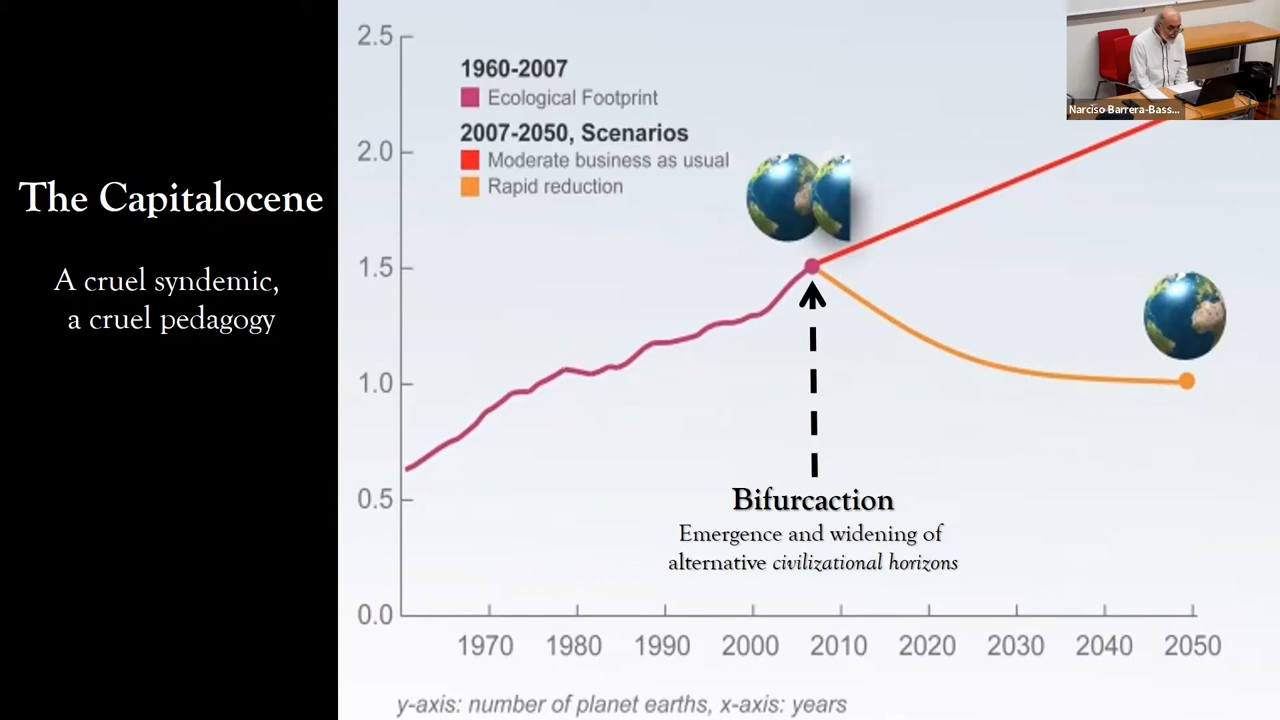 The Capitalocene
A cruel syndemic,
a cruel pedagogy
2.5
2.0
1.5
1.0
0.5
0.0
1960-2007
Ecological Footprint
2007-2050, Scenarios
Moderate business as usual
Rapid reduction
Bifurcaction
Emergence and widening of
alternative civilizational horizons
1970 1980 1990 2000 2010 2020 2030 2040 2050
y-axis: number of planet earths, x-axis: years
Narciso Barrera-Bass...